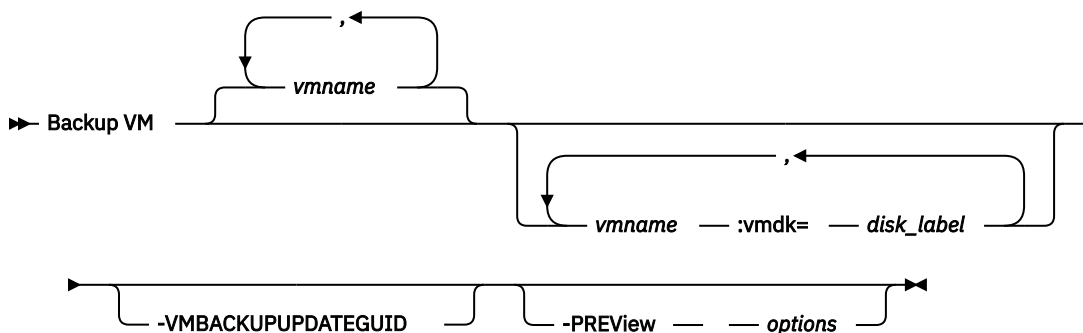 ,
vmname
Backup VM
,
vmname :vmdk= disk_label
-VMBACKUPUPDATEGUID -PREView options